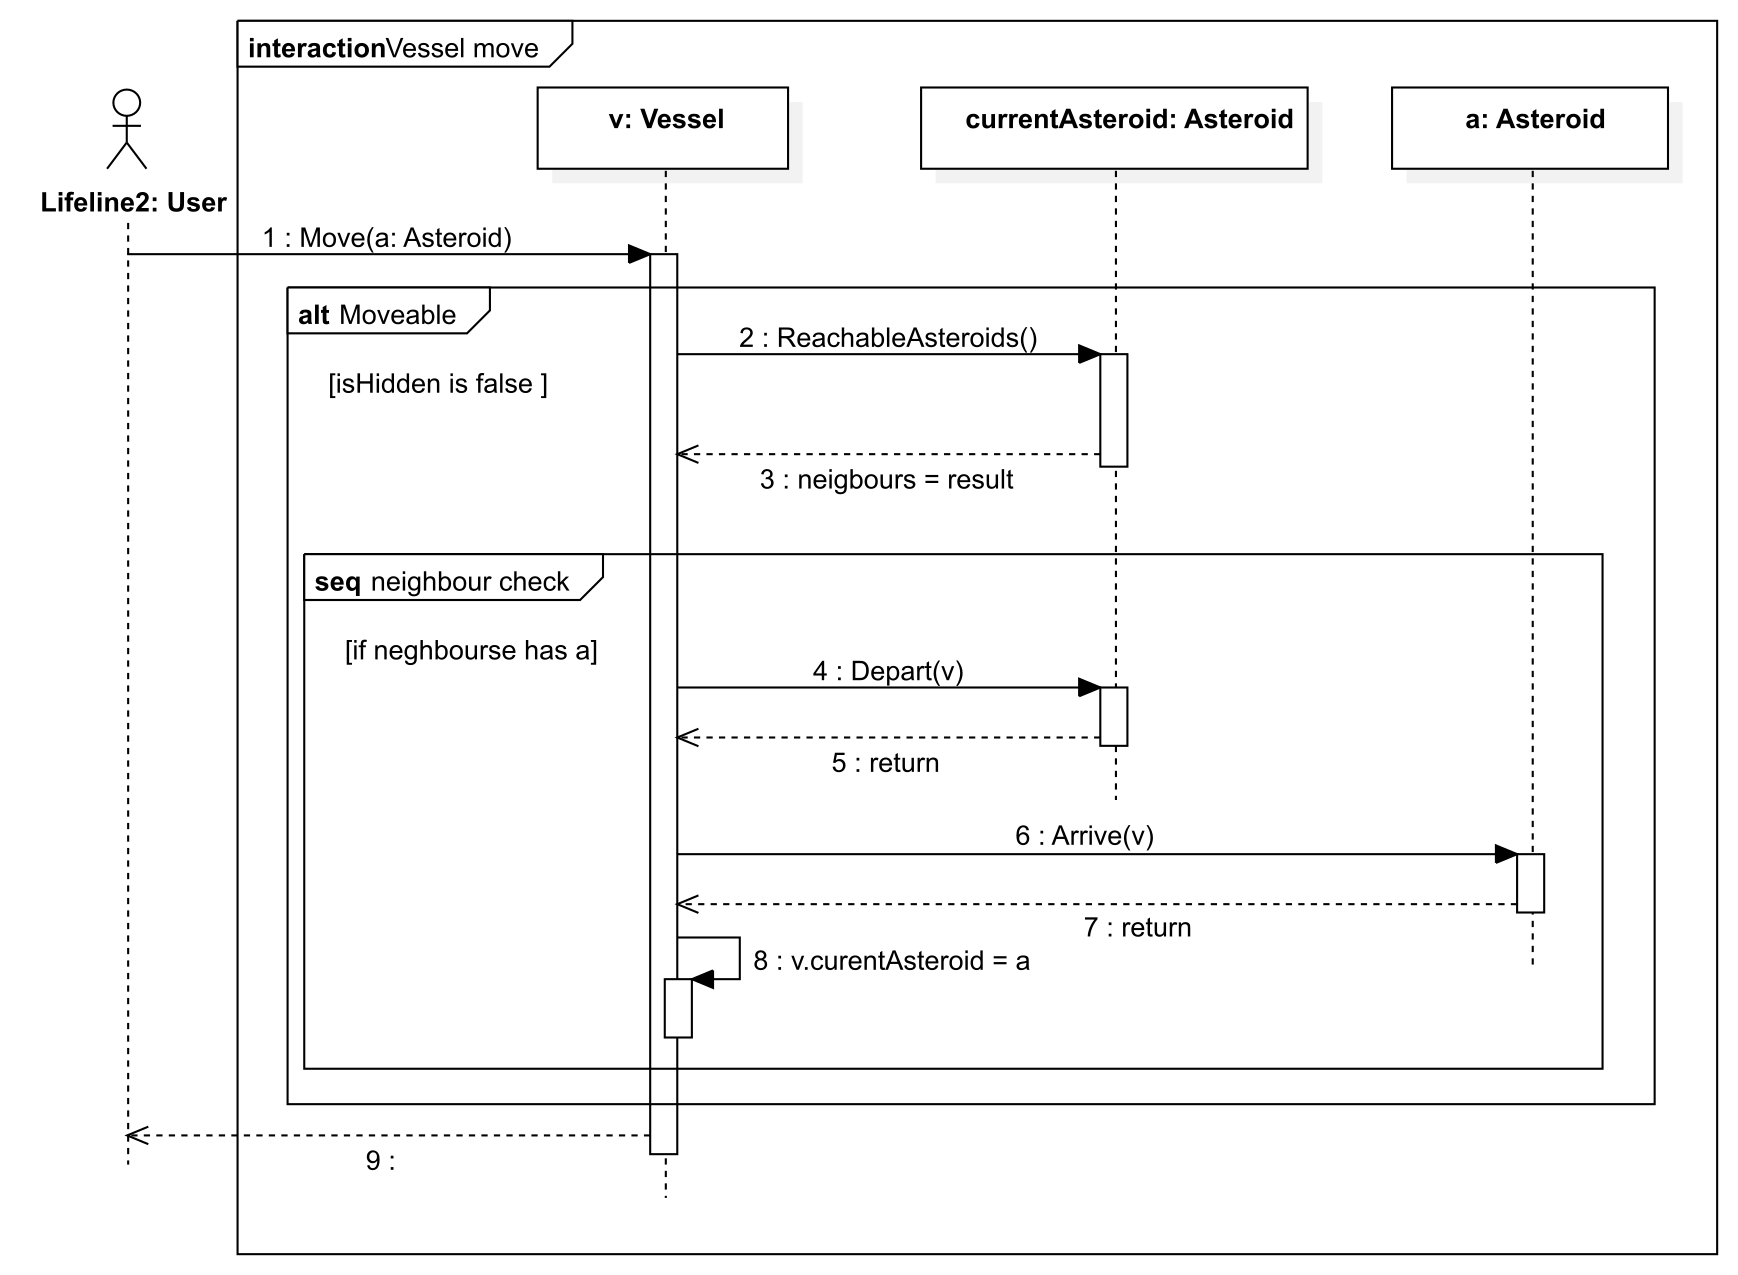 interactionVessel move
v: Vessel
currentAsteroid: Asteroid
a: Asteroid
Lifeline2: User
1 : Move(a: Asteroid)
alt Moveable
2 : ReachableAsteroids()
[isHidden is false ]
3 : neigbours = result
seq neighbour check
[if neghbourse has a]
4 : Depart(v)
5 : return
6 : Arrive(v)
7 : return
8 : v.curentAsteroid = a
9 :